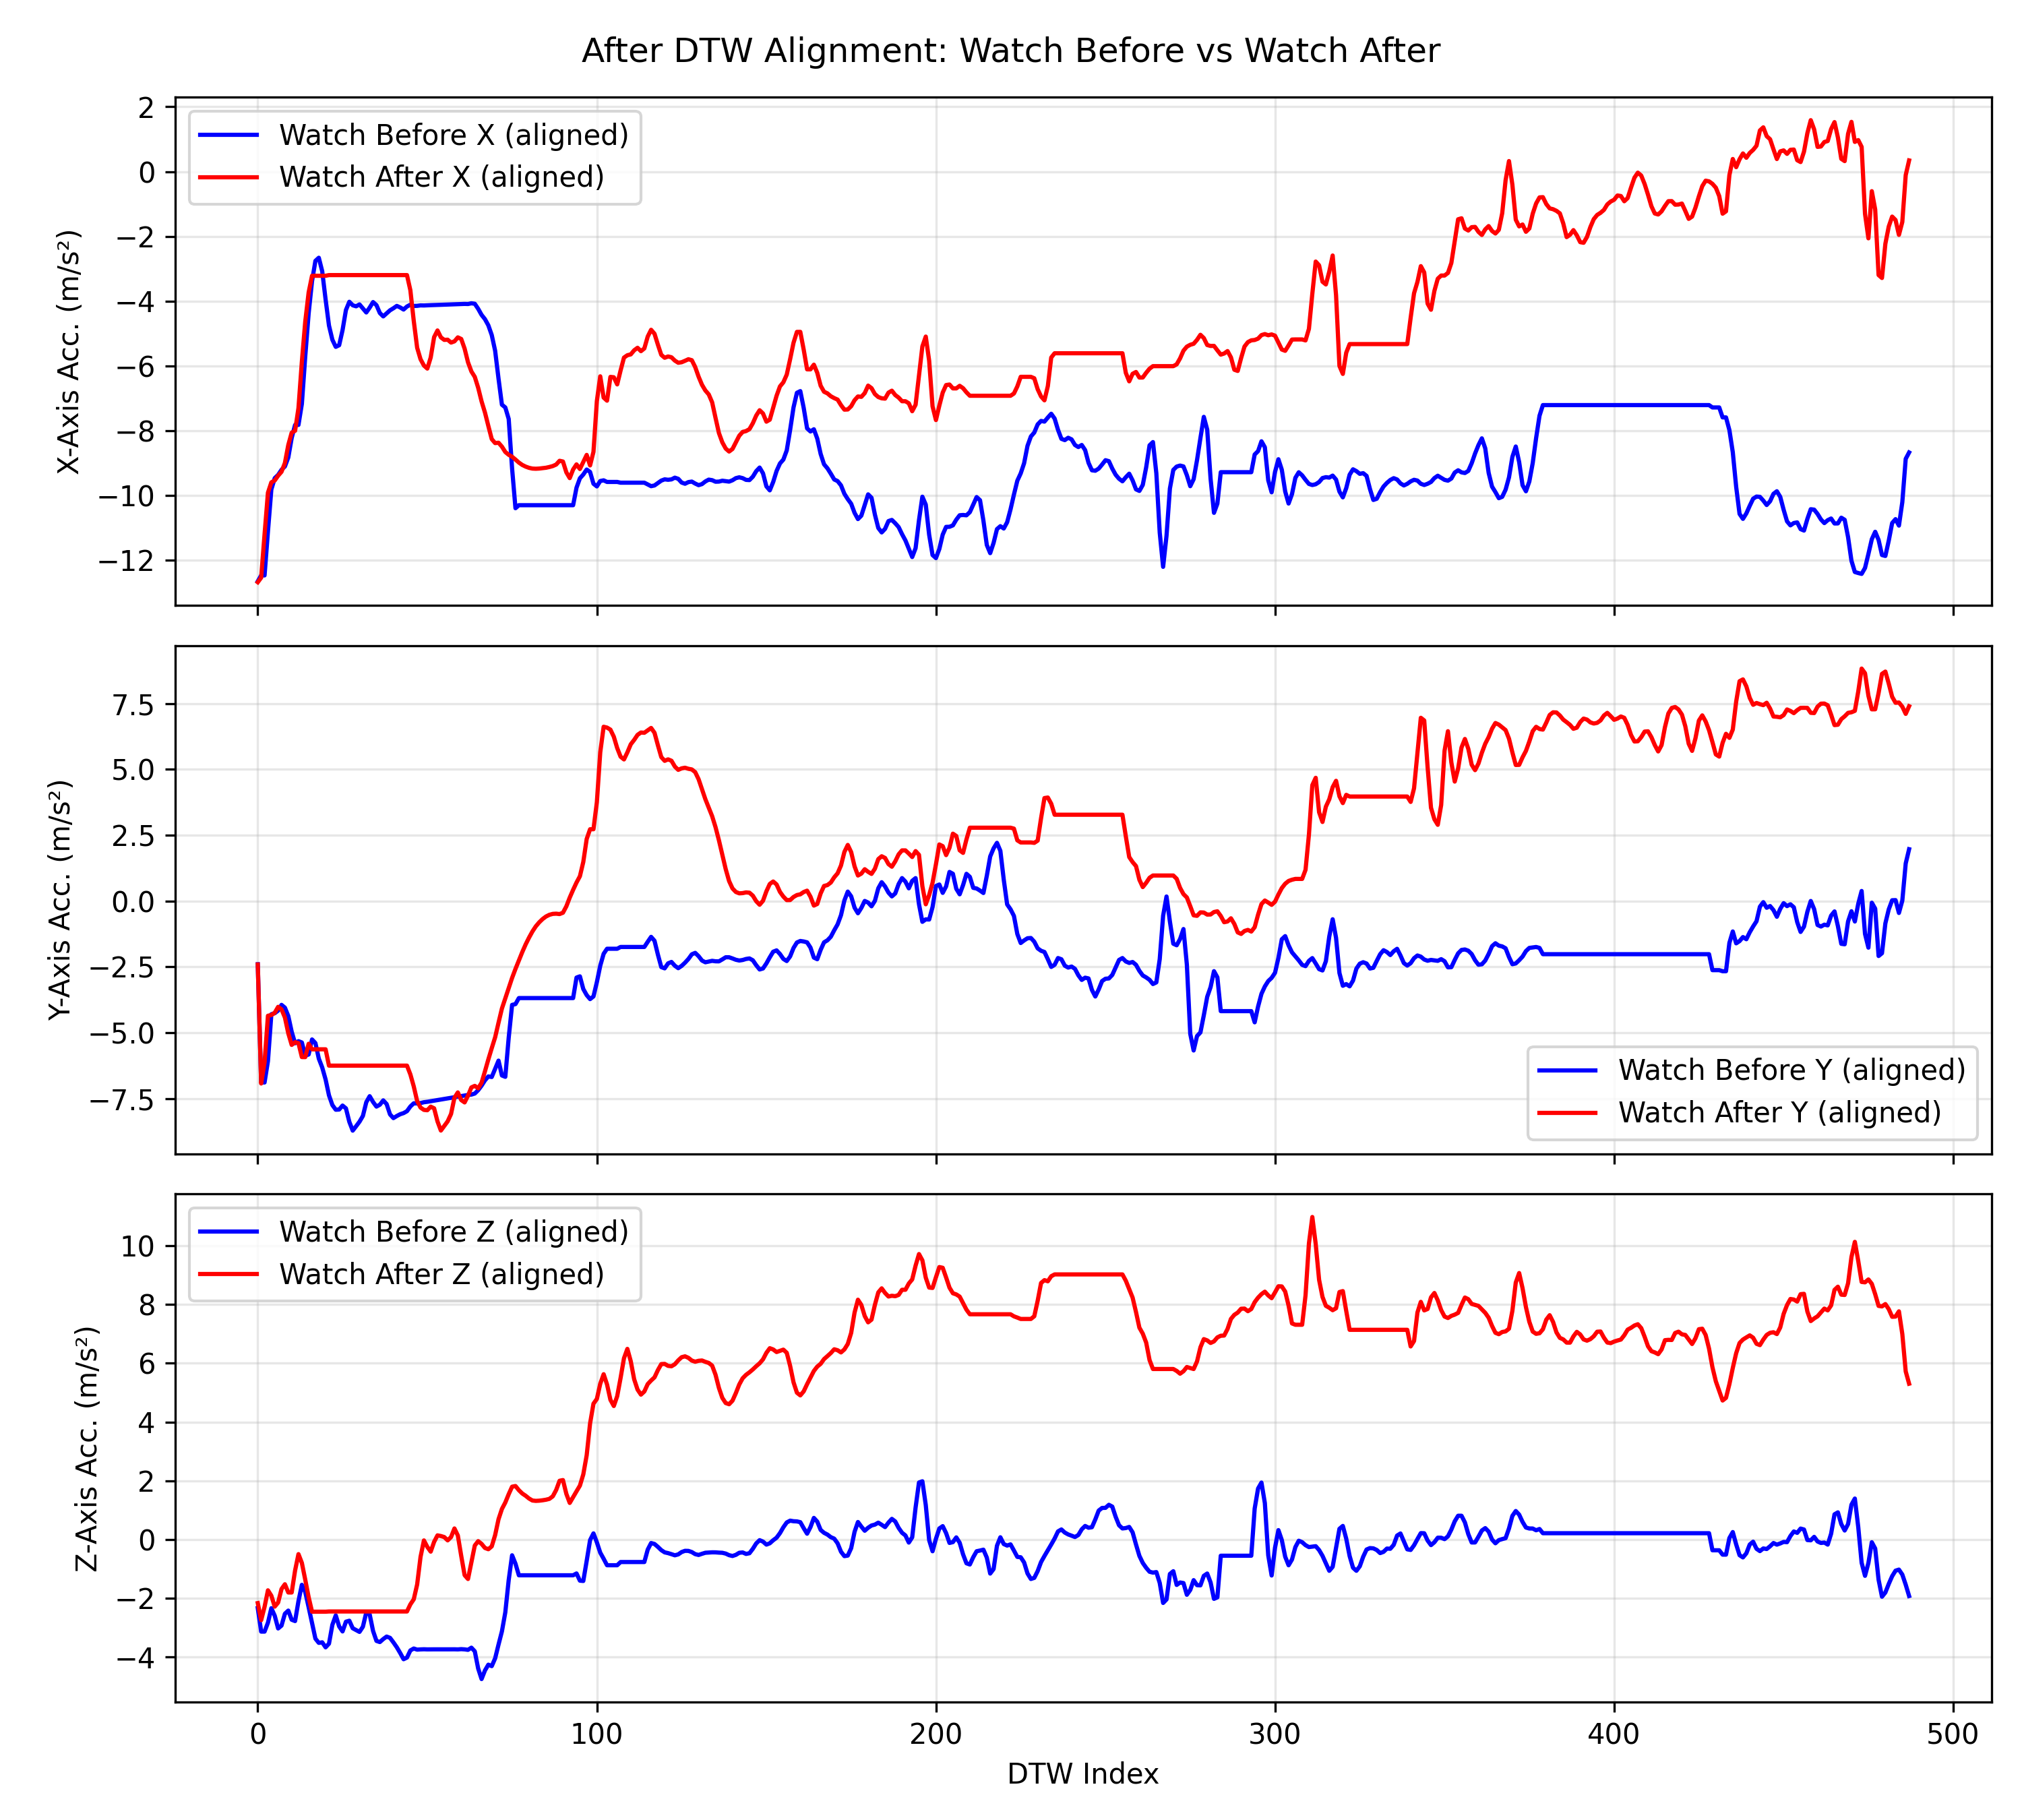 After DTW Alignment: Watch Before vs Watch After
2
0
−2
−4
−6
−8
−10
−12
X-Axis Acc. (m/s²)
Watch Before X (aligned)
Watch After X (aligned)
7.5
5.0
2.5
0.0
−2.5
−5.0
−7.5
Y-Axis Acc. (m/s²)
Watch Before Y (aligned)
Watch After Y (aligned)
10
8
6
4
2
0
−2
−4
Z-Axis Acc. (m/s²)
Watch Before Z (aligned)
Watch After Z (aligned)
0 100 200 300 400 500
DTW Index